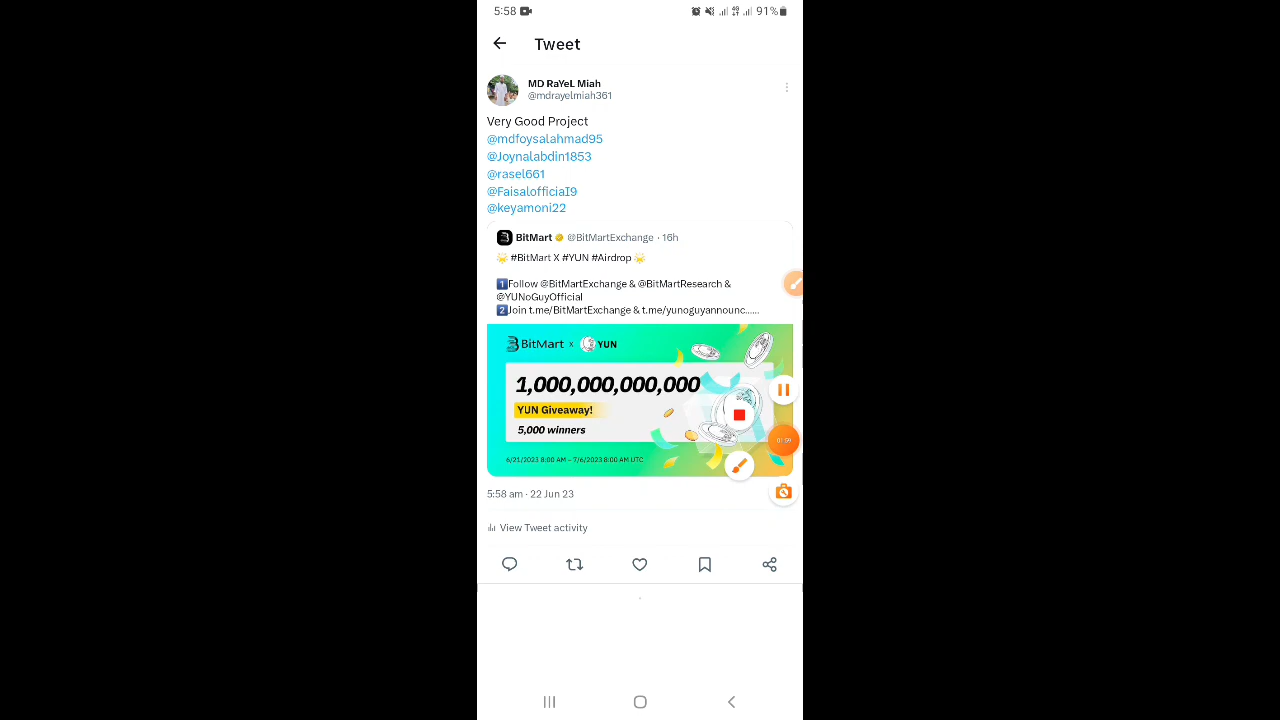 5:58
91%
Tweet
MD RaYeL Miah
@mdrayelmiah361
Very Good Project
@mdfoysalahmad95
@Joynalabdin1853
@rasel661
@FaisalofficiaI9
@keyamoni22
BitMart @BitMartExchange · 16h
🌟 #BitMart X #YUN #Airdrop 🌟
1️⃣Follow @BitMartExchange & @BitMartResearch &
@YUNoGuyOfficial
2️⃣Join t.me/BitMartExchange & t.me/yunoguyannounc......
BitMart x YUN
1,000,000,000,000
YUN Giveaway!
5,000 winners
01:59
6/21/2023 8:00 AM – 7/6/2023 8:00 AM UTC
5:58 am · 22 Jun 23
View Tweet activity